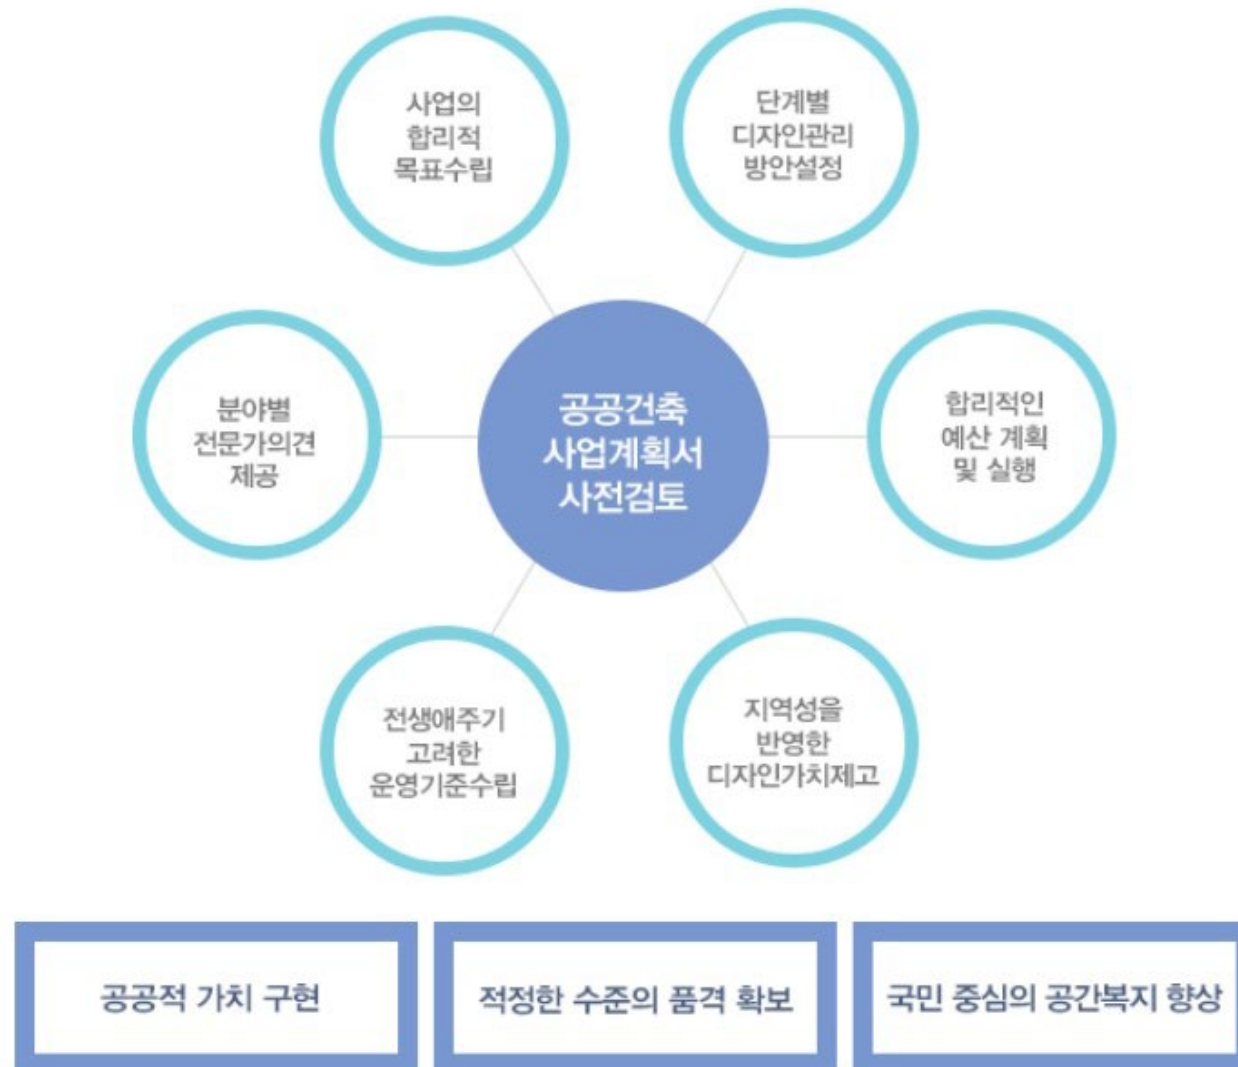 사업의
합리적
목표수립
단계별
디자인관리
방안설정
분야별
전문가의견
제공
공공건축
사업계획서
사전검토
합리적인
예산 계획
및 실행
전생애주기
고려한
운영기준수립
지역성을
반영한
디자인가치제고
공공적 가치 구현
적정한 수준의 품격 확보
국민 중심의 공간복지 향상